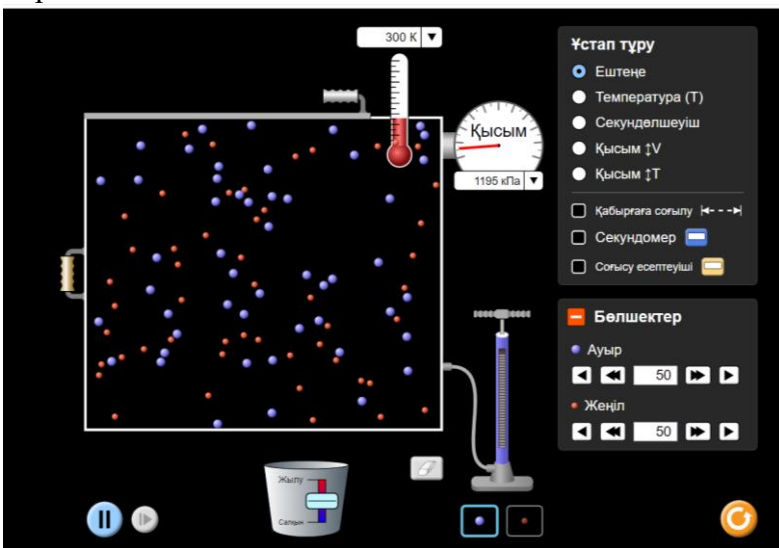 300 K
Қысым
1195 кПа
Ұстап тұру
Ештеңе
Температура (T)
Секундөлшеуіш
Қысым ↕V
Қысым ↕T
Қабырғаға соғылу
Секундомер
Соғысу есептеуіші
Бөлшектер
Ауыр
50
Жеңіл
50
Жылу
Салқын